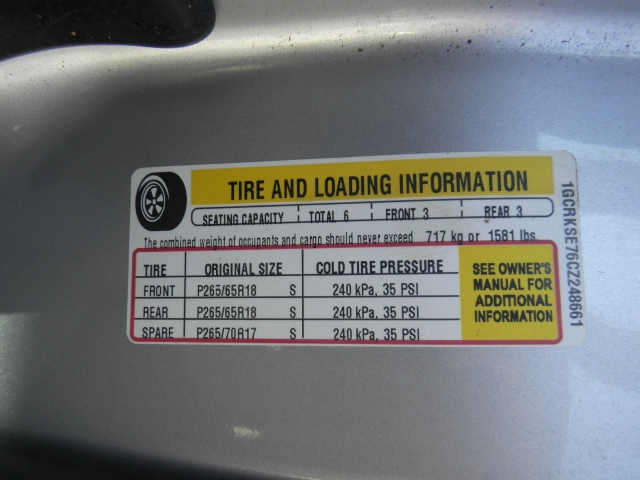 TIRE AND LOADING INFORMATION
SEATING CAPACITY TOTAL 6 FRONT 3 REAR 3
The combined weight of occupants and cargo should never exceed 717 kg or 1581 lbs
TIRE ORIGINAL SIZE COLD TIRE PRESSURE
FRONT P265/65R18 S 240 kPa, 35 PSI
REAR P265/65R18 S 240 kPa, 35 PSI
SPARE P265/70R17 S 240 kPa, 35 PSI
SEE OWNER'S
MANUAL FOR
ADDITIONAL
INFORMATION
1GCRKSE76CZ248661